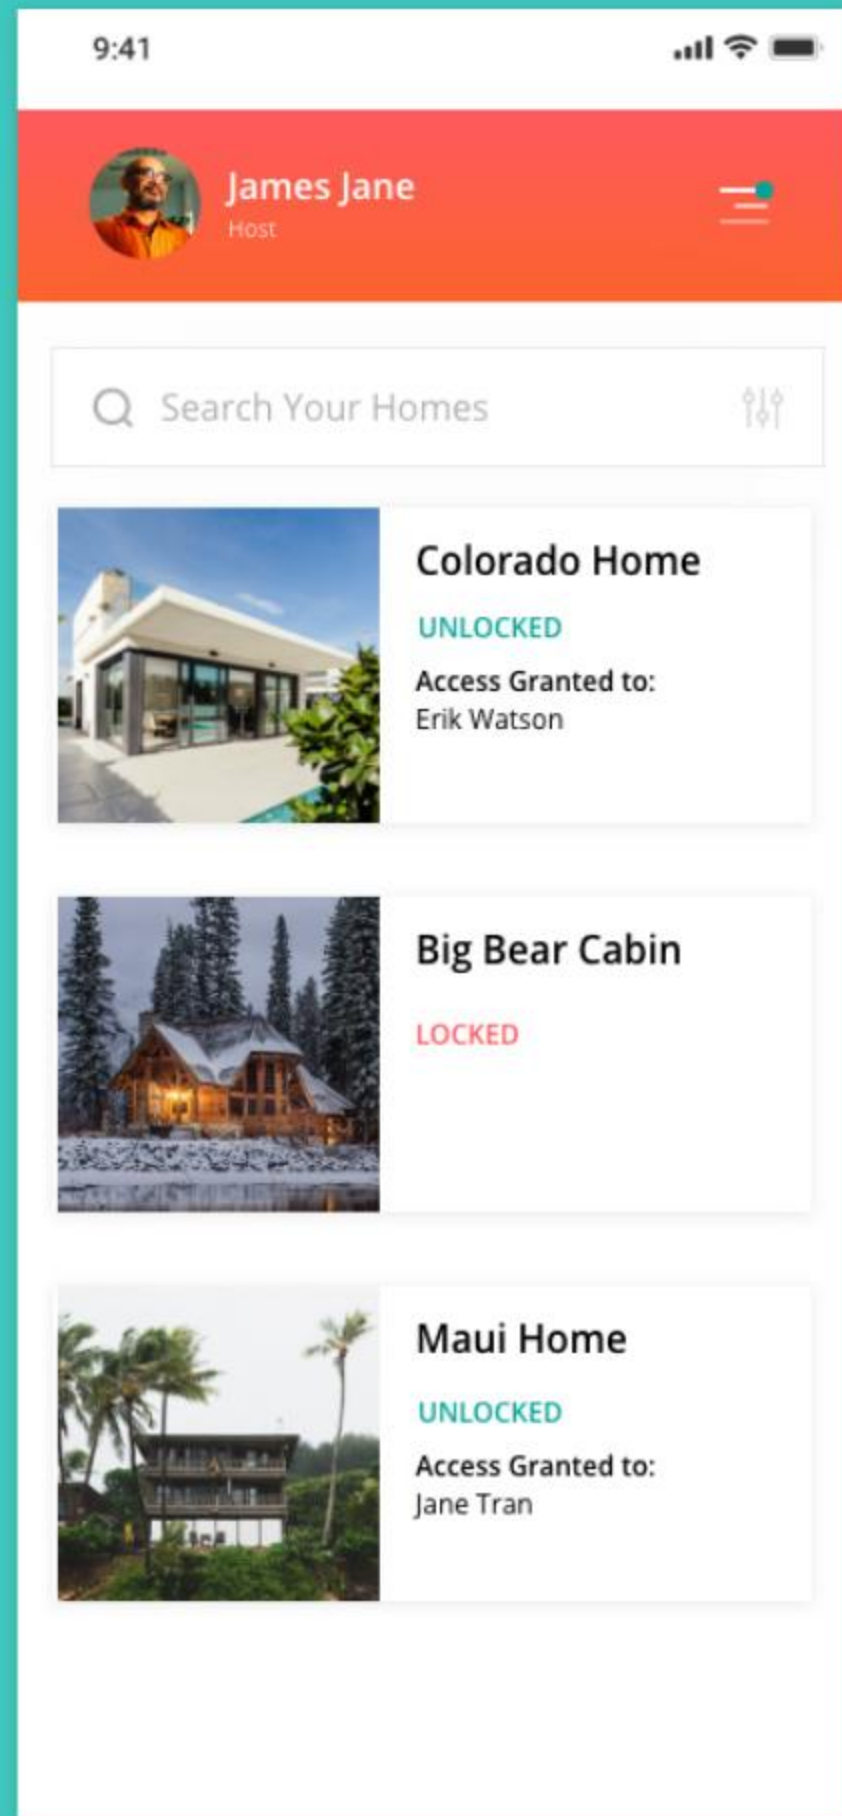 9:41
James Jane
Host
Search Your Homes
Colorado Home
UNLOCKED
Access Granted to:
Erik Watson
Big Bear Cabin
LOCKED
Maui Home
UNLOCKED
Access Granted to:
Jane Tran